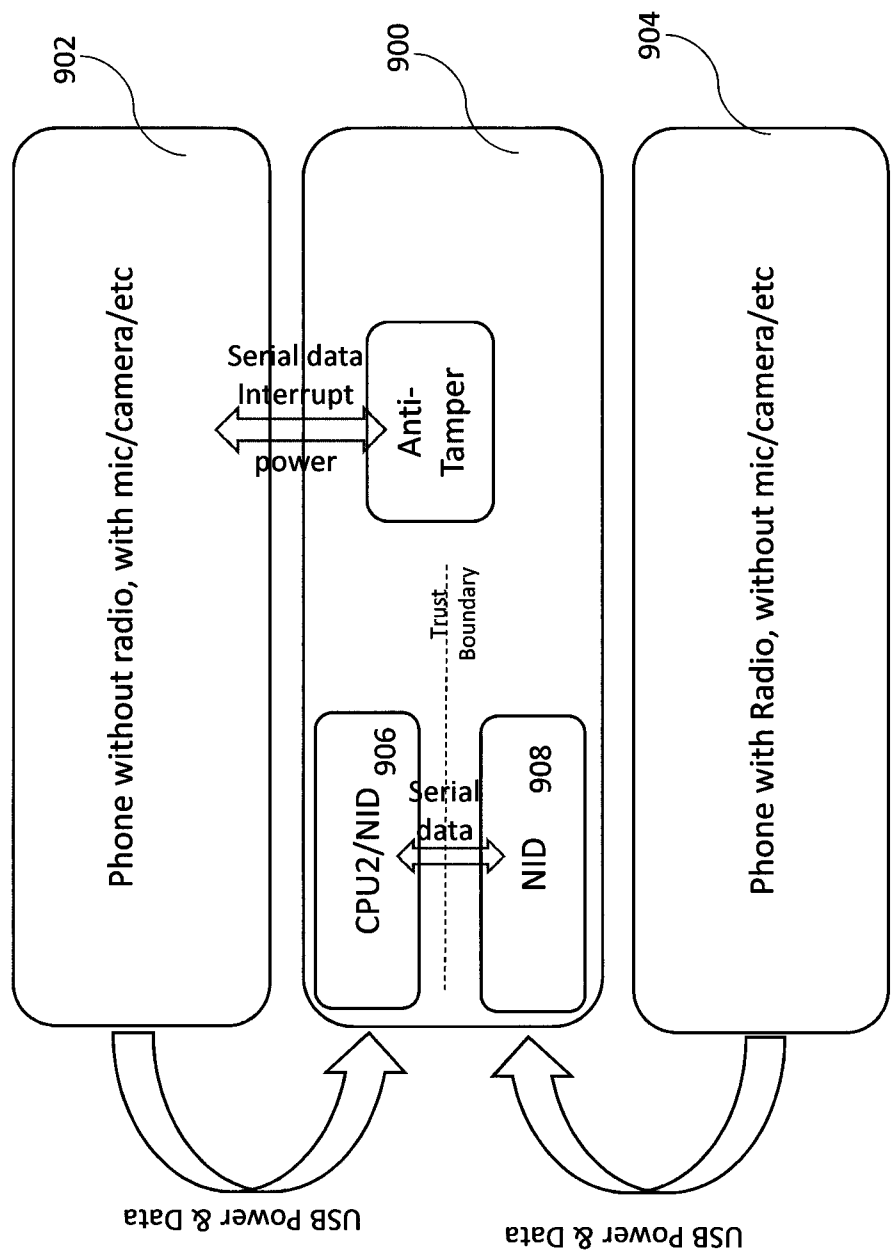 902
Phone without radio, with mic/camera/etc
900
Serial data
Interrupt
power
Anti-
Tamper
Trust
Boundary
CPU2/NID
906
Serial
data
NID
908
904
Phone with Radio, without mic/camera/etc
USB Power & Data
USB Power & Data